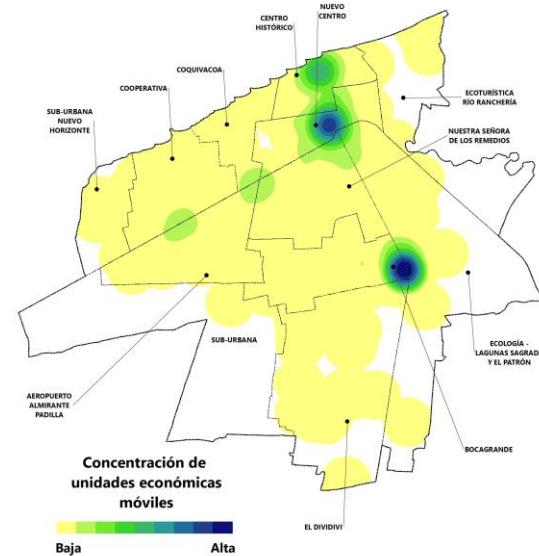 NUEVO
CENTRO
CENTRO
HISTÓRICO
COQUIVACOA
COOPERATIVA
SUB-URBANA
NUEVO
HORIZONTE
ECOTURÍSTICA
RÍO RANCHERÍA
NUESTRA SEÑORA
DE LOS REMEDIOS
SUB-URBANA
ECOLOGÍA -
LAGUNAS SAGRAD
Y EL PATRÓN
AEROPUERTO
ALMIRANTE
PADILLA
BOCAGRANDE
EL DIVIDIVI
Concentración de
unidades económicas
móviles
Baja Alta